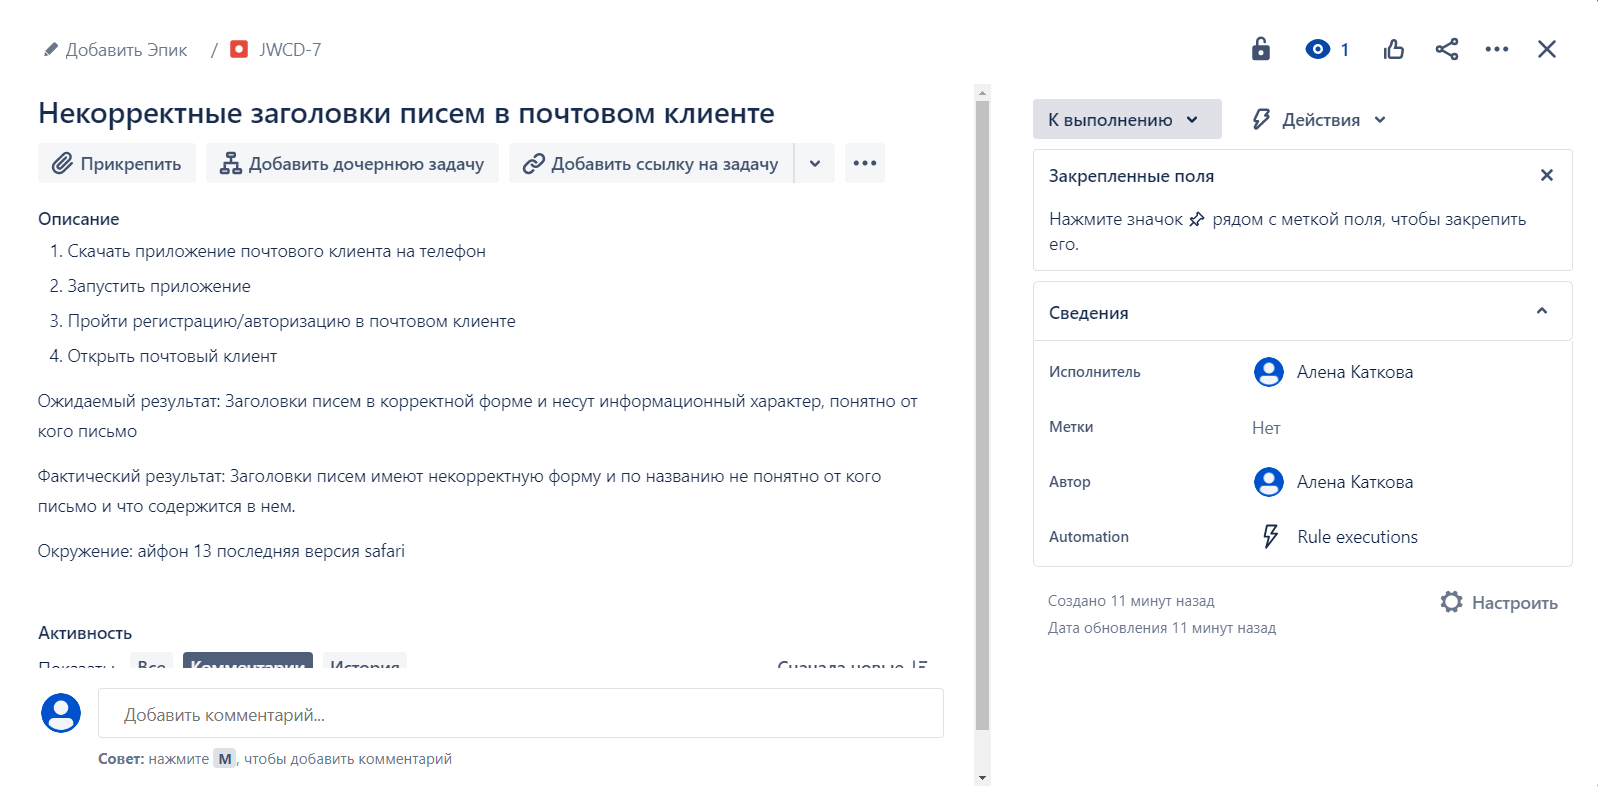 Добавить Эпик / JWCD-7
1
Некорректные заголовки писем в почтовом клиенте
Прикрепить
Добавить дочернюю задачу
Добавить ссылку на задачу
Описание
1. Скачать приложение почтового клиента на телефон
2. Запустить приложение
3. Пройти регистрацию/авторизацию в почтовом клиенте
4. Открыть почтовый клиент
Ожидаемый результат: Заголовки писем в корректной форме и несут информационный характер, понятно от
кого письмо
Фактический результат: Заголовки писем имеют некорректную форму и по названию не понятно от кого
письмо и что содержится в нем.
Окружение: айфон 13 последняя версия safari
Активность
Показать: Все Комментарии История Сначала новые
Добавить комментарий...
Совет: нажмите M, чтобы добавить комментарий
К выполнению
Действия
Закрепленные поля
Нажмите значок рядом с меткой поля, чтобы закрепить
его.
Сведения
Исполнитель Алена Каткова
Метки Нет
Автор Алена Каткова
Automation Rule executions
Создано 11 минут назад
Дата обновления 11 минут назад
Настроить